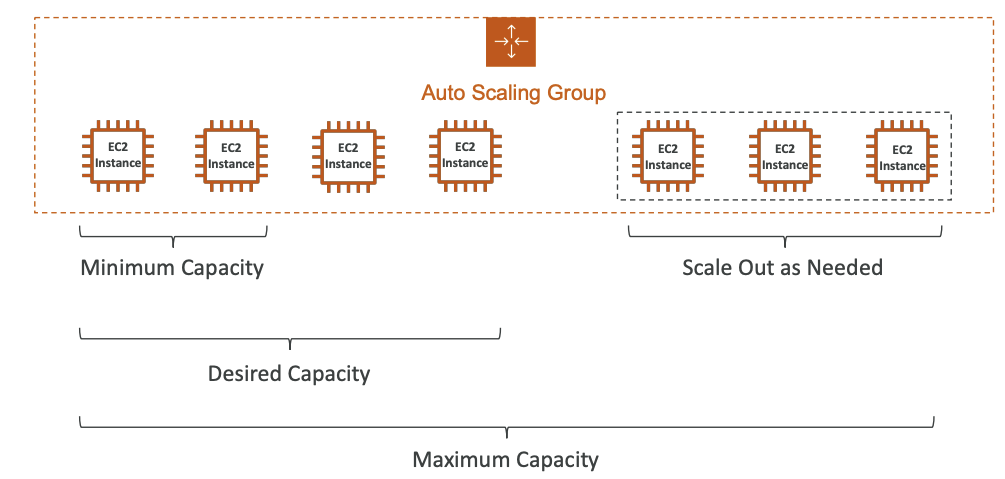 Auto Scaling Group
EC2
Instance
EC2
Instance
EC2
Instance
EC2
Instance
EC2
Instance
EC2
Instance
EC2
Instance
Minimum Capacity
Scale Out as Needed
Desired Capacity
Maximum Capacity